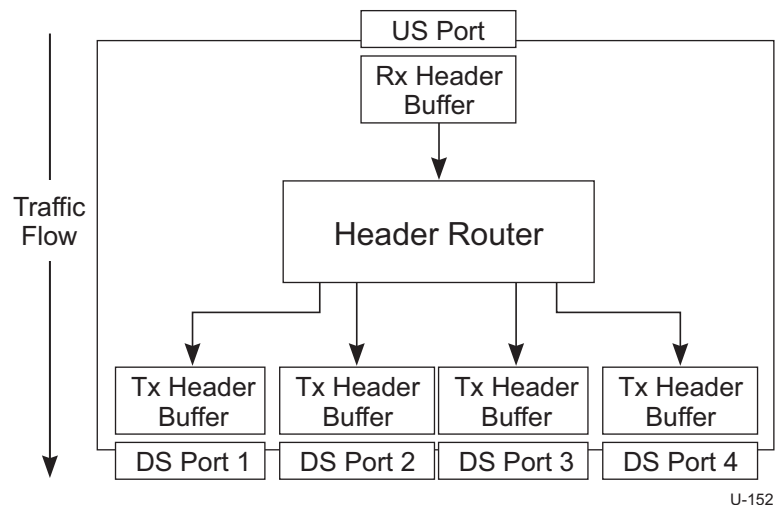 US Port
Rx Header
Buffer
Traffic
Flow
Header Router
Tx Header
Buffer
Tx Header
Buffer
Tx Header
Buffer
Tx Header
Buffer
DS Port 1
DS Port 2
DS Port 3
DS Port 4
U-152